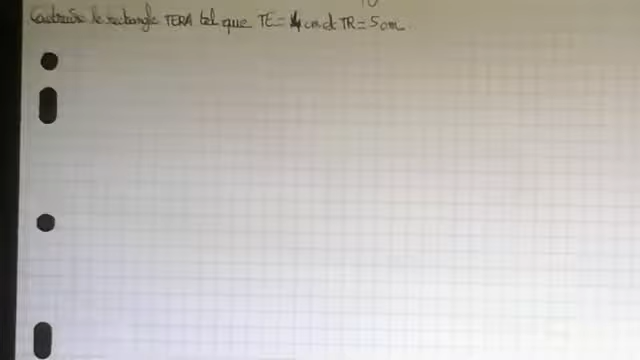 Construis le rectangle TERA tel que TE = 4 cm et TR = 5 cm.